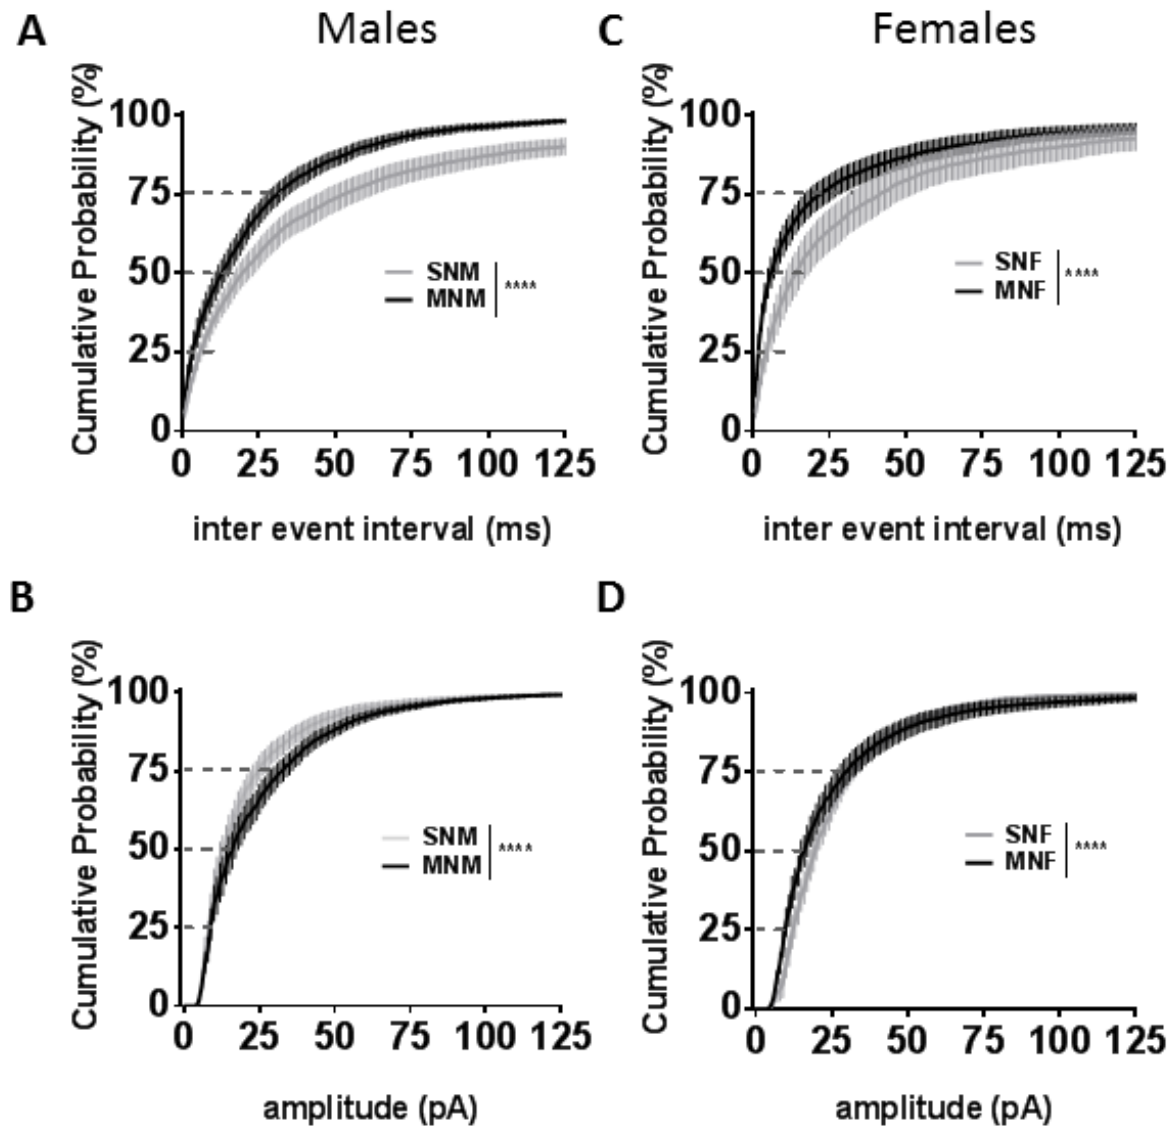 A
Males
Cumulative Probability (%)
100
75
50
25
0
SNM
MNM
****
0 25 50 75 100 125
inter event interval (ms)
C
Females
Cumulative Probability (%)
100
75
50
25
0
SNF
MNF
****
0 25 50 75 100 125
inter event interval (ms)
B
Cumulative Probability (%)
100
75
50
25
0
SNM
MNM
****
0 25 50 75 100 125
amplitude (pA)
D
Cumulative Probability (%)
100
75
50
25
0
SNF
MNF
****
0 25 50 75 100 125
amplitude (pA)